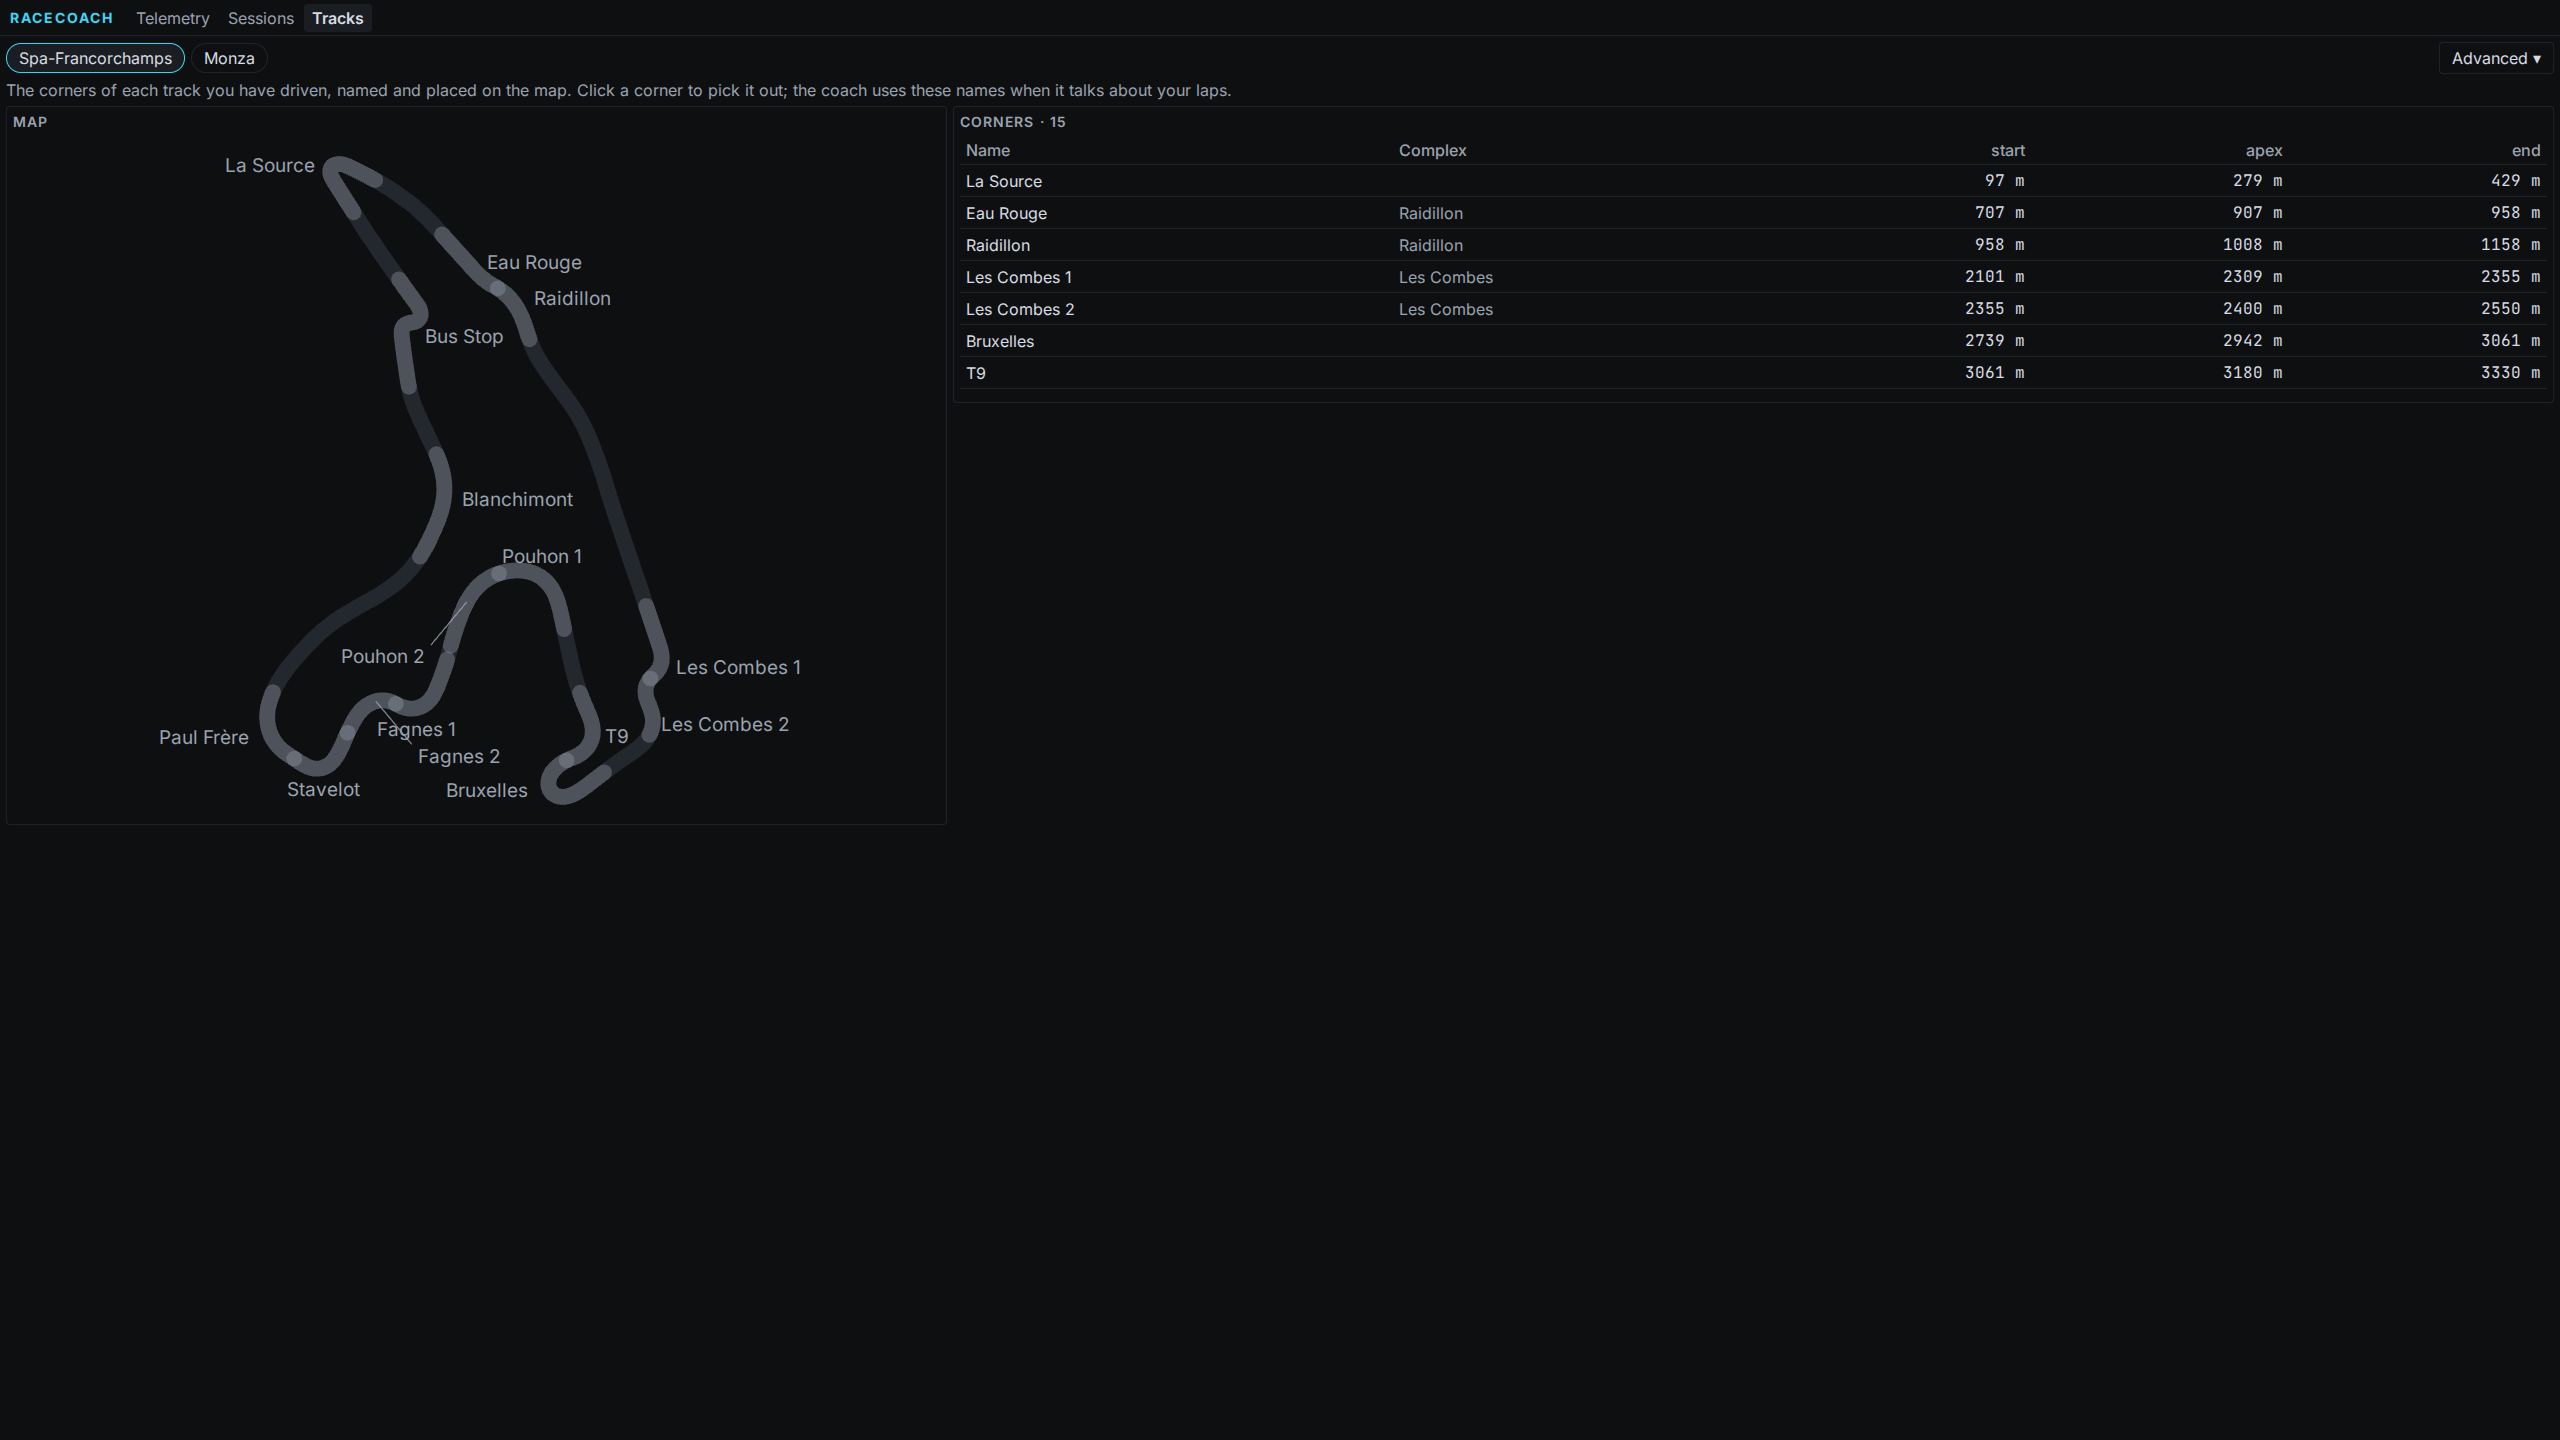 RACECOACH Telemetry Sessions Tracks
Spa-Francorchamps Monza Advanced ▾
The corners of each track you have driven, named and placed on the map. Click a corner to pick it out; the coach uses these names when it talks about your laps.
MAP
La Source
Eau Rouge
Raidillon
Bus Stop
Blanchimont
Pouhon 1
Pouhon 2
Les Combes 1
Les Combes 2
Fagnes 1
T9
Paul Frère
Fagnes 2
Stavelot
Bruxelles
CORNERS · 15
Name Complex start apex end
La Source 97 m 279 m 429 m
Eau Rouge Raidillon 707 m 907 m 958 m
Raidillon Raidillon 958 m 1008 m 1158 m
Les Combes 1 Les Combes 2101 m 2309 m 2355 m
Les Combes 2 Les Combes 2355 m 2400 m 2550 m
Bruxelles 2739 m 2942 m 3061 m
T9 3061 m 3180 m 3330 m